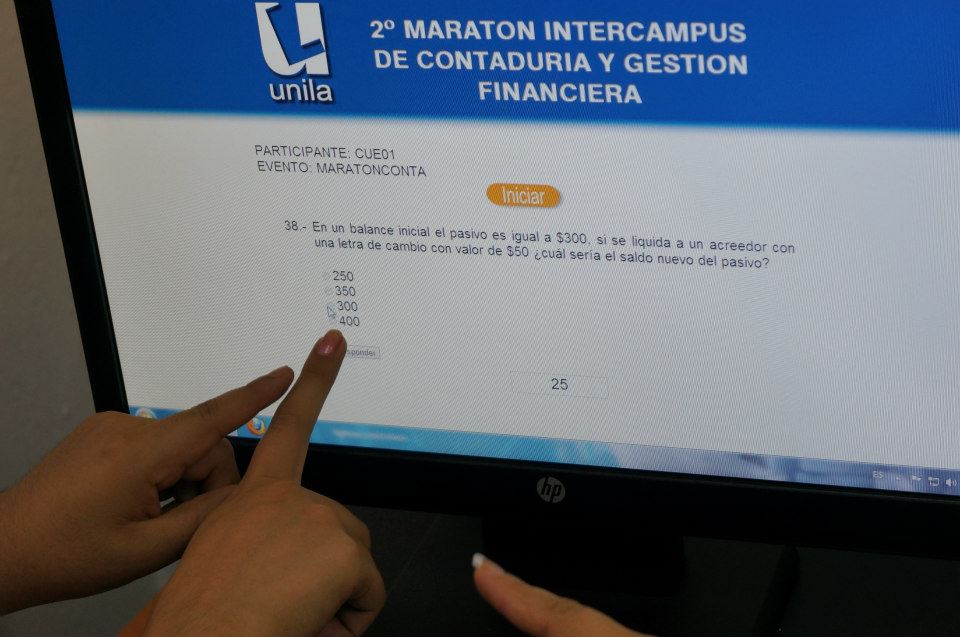 unila
2º MARATON INTERCAMPUS
DE CONTADURIA Y GESTION
FINANCIERA
PARTICIPANTE: CUE01
EVENTO: MARATONCONTA
Iniciar
38.- En un balance inicial el pasivo es igual a $300, si se liquida a un acreedor con
una letra de cambio con valor de $50 ¿cuál sería el saldo nuevo del pasivo?
250
350
300
400
25
ES
hp